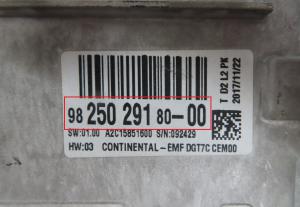 98 250 291 80-00
SW:01.00 A2C15851600 S/N:092429
HW:03 CONTINENTAL-EMF DGT7C CEM00
T D2 L2 PK
2017/11/22